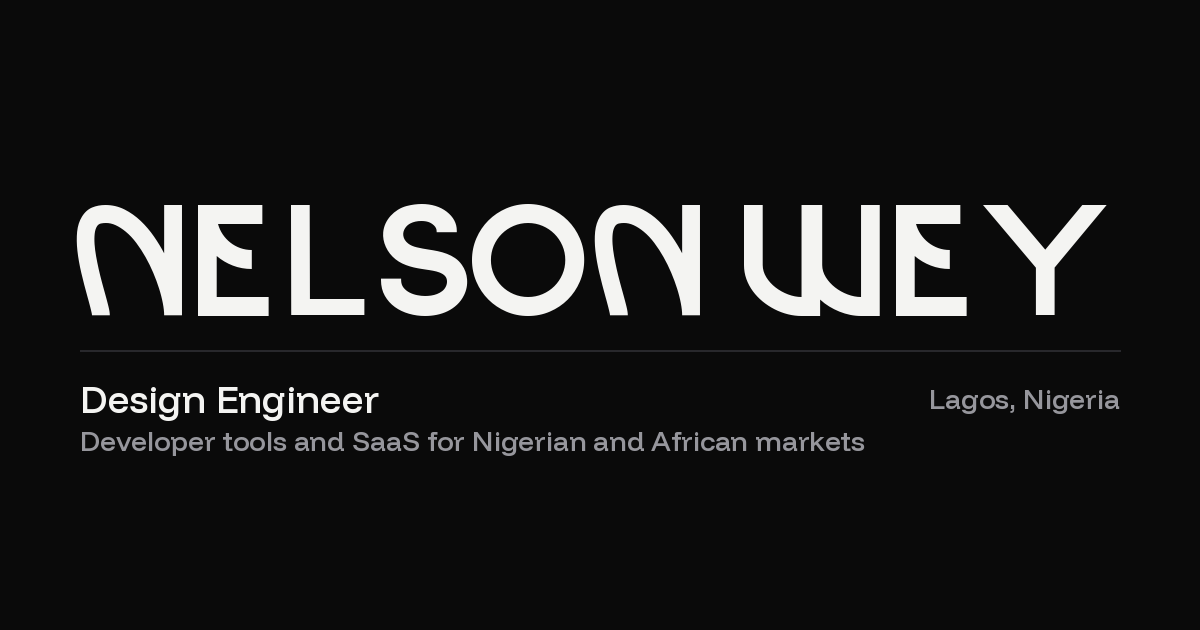 NELSON WEY
Design Engineer
Lagos, Nigeria
Developer tools and SaaS for Nigerian and African markets